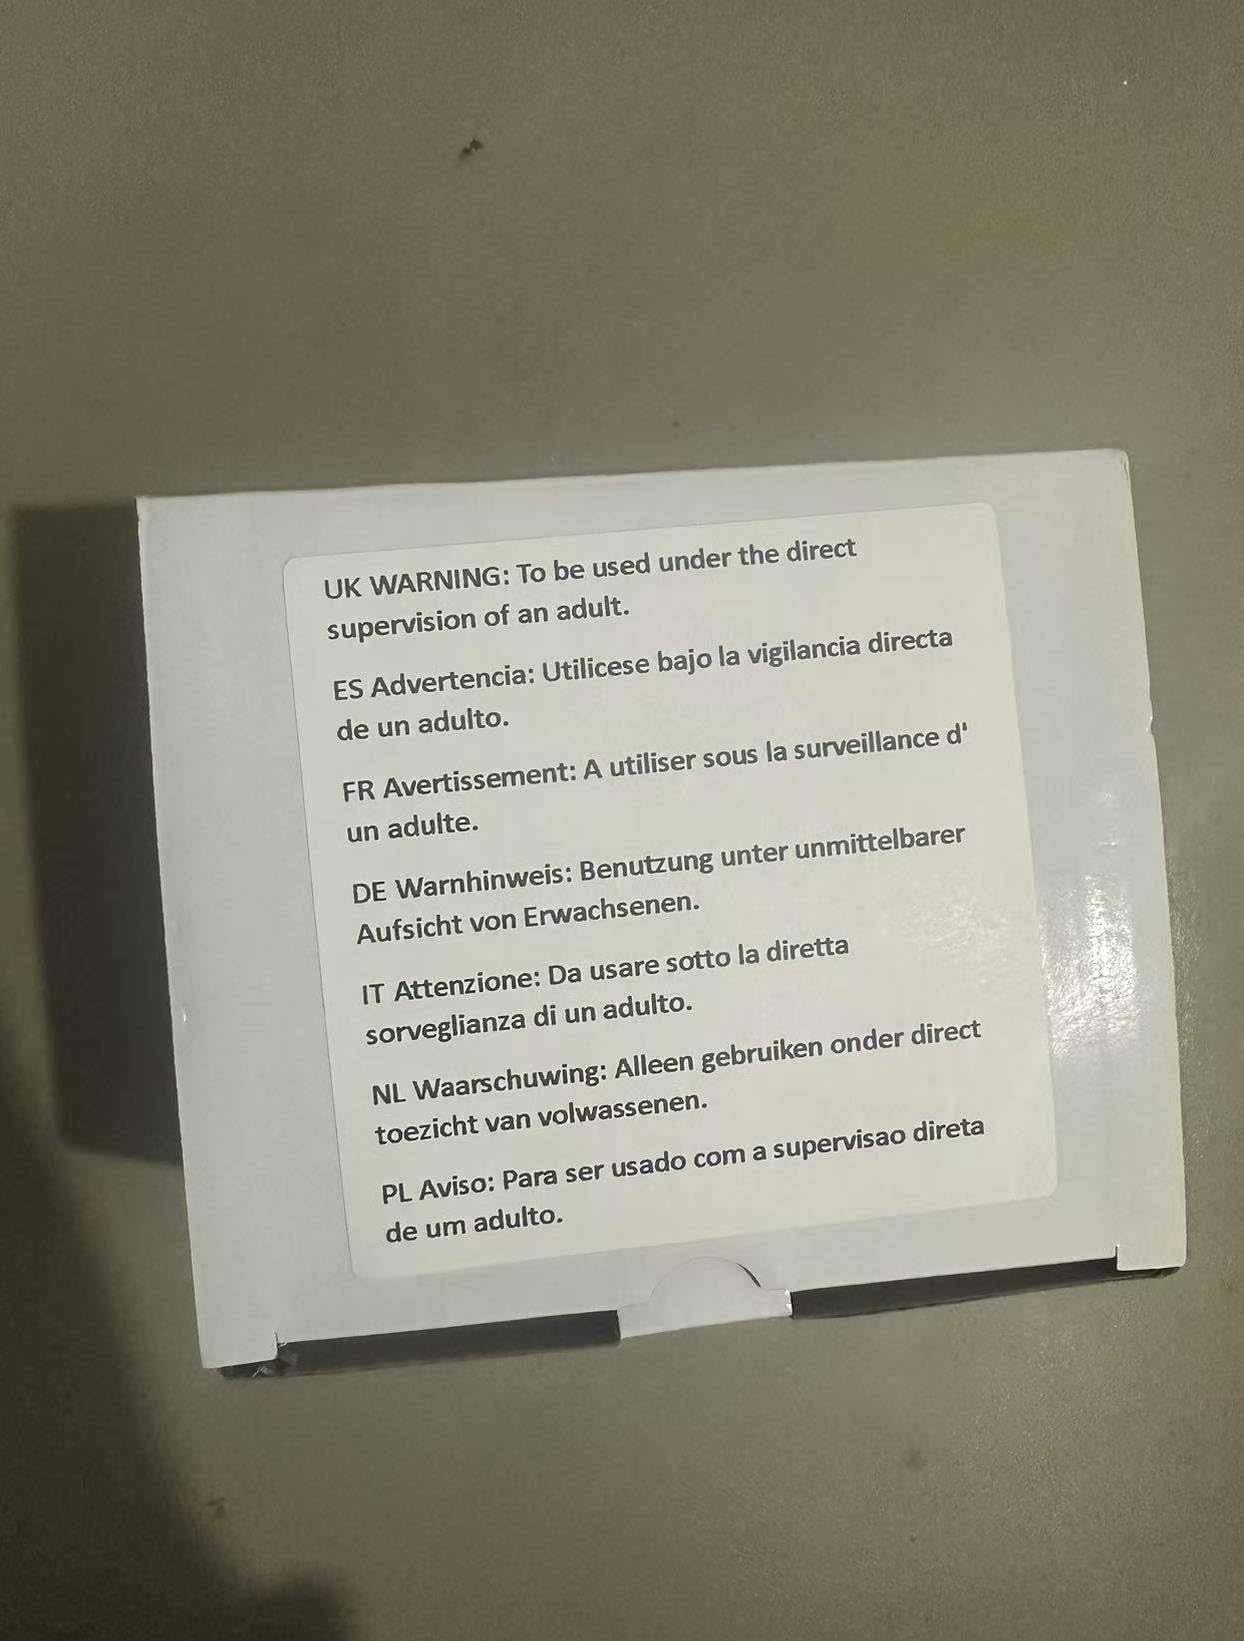 UK WARNING: To be used under the direct
supervision of an adult.
ES Advertencia: Utilicese bajo la vigilancia directa
de un adulto.
FR Avertissement: A utiliser sous la surveillance d'
un adulte.
DE Warnhinweis: Benutzung unter unmittelbarer
Aufsicht von Erwachsenen.
IT Attenzione: Da usare sotto la diretta
sorveglianza di un adulto.
NL Waarschuwing: Alleen gebruiken onder direct
toezicht van volwassenen.
PL Aviso: Para ser usado com a supervisao direta
de um adulto.